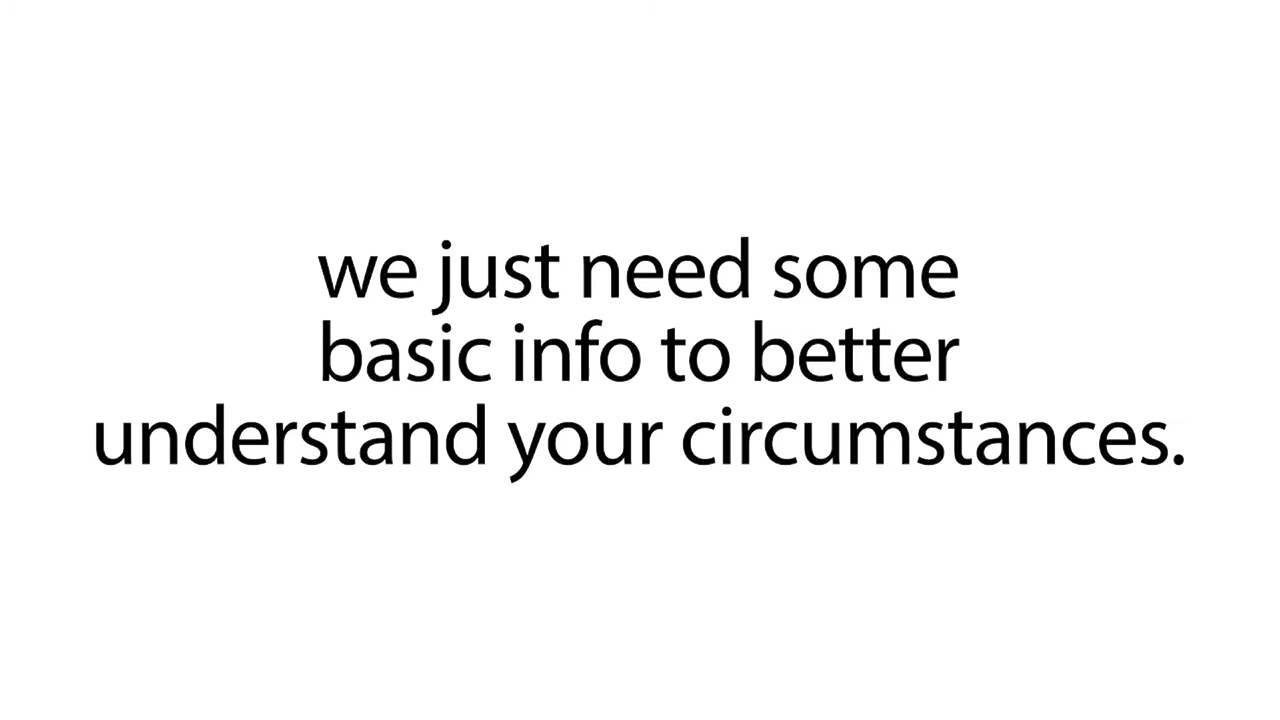 we just need some
basic info to better
understand your circumstances.